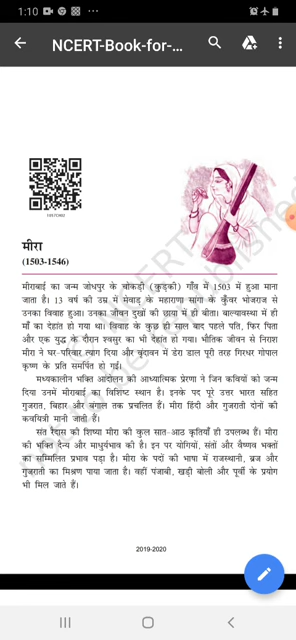 1:10
NCERT-Book-for-...
1057CH02
मीरा
(1503-1546)
मीराबाई का जन्म जोधपुर के चोकड़ी (कुड़की) गाँव में 1503 में हुआ माना
जाता है। 13 वर्ष की उम्र में मेवाड़ के महाराणा सांगा के कुँवर भोजराज से
उनका विवाह हुआ। उनका जीवन दुखों की छाया में ही बीता। बाल्यावस्था में ही
माँ का देहांत हो गया था। विवाह के कुछ ही साल बाद पहले पति, फिर पिता
और एक युद्ध के दौरान श्वसुर का भी देहांत हो गया। भौतिक जीवन से निराश
मीरा ने घर-परिवार त्याग दिया और वृंदावन में डेरा डाल पूरी तरह गिरधर गोपाल
कृष्ण के प्रति समर्पित हो गईं।
मध्यकालीन भक्ति आंदोलन की आध्यात्मिक प्रेरणा ने जिन कवियों को जन्म
दिया उनमें मीराबाई का विशिष्ट स्थान है। इनके पद पूरे उत्तर भारत सहित
गुजरात, बिहार और बंगाल तक प्रचलित हैं। मीरा हिंदी और गुजराती दोनों की
कवयित्री मानी जाती हैं।
संत रैदास की शिष्या मीरा की कुल सात-आठ कृतियाँ ही उपलब्ध हैं। मीरा
की भक्ति दैन्य और माधुर्यभाव की है। इन पर योगियों, संतों और वैष्णव भक्तों
का सम्मिलित प्रभाव पड़ा है। मीरा के पदों की भाषा में राजस्थानी, ब्रज और
गुजराती का मिश्रण पाया जाता है। वहीं पंजाबी, खड़ी बोली और पूर्वी के प्रयोग
भी मिल जाते हैं।
2019-2020